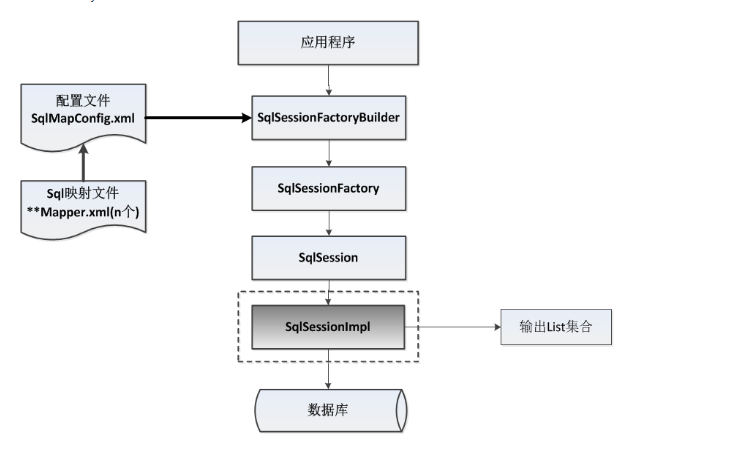 应用程序
配置文件
SqlMapConfig.xml
SqlSessionFactoryBuilder
Sql映射文件
**Mapper.xml(n个)
SqlSessionFactory
SqlSession
SqlSessionImpl
输出List集合
数据库